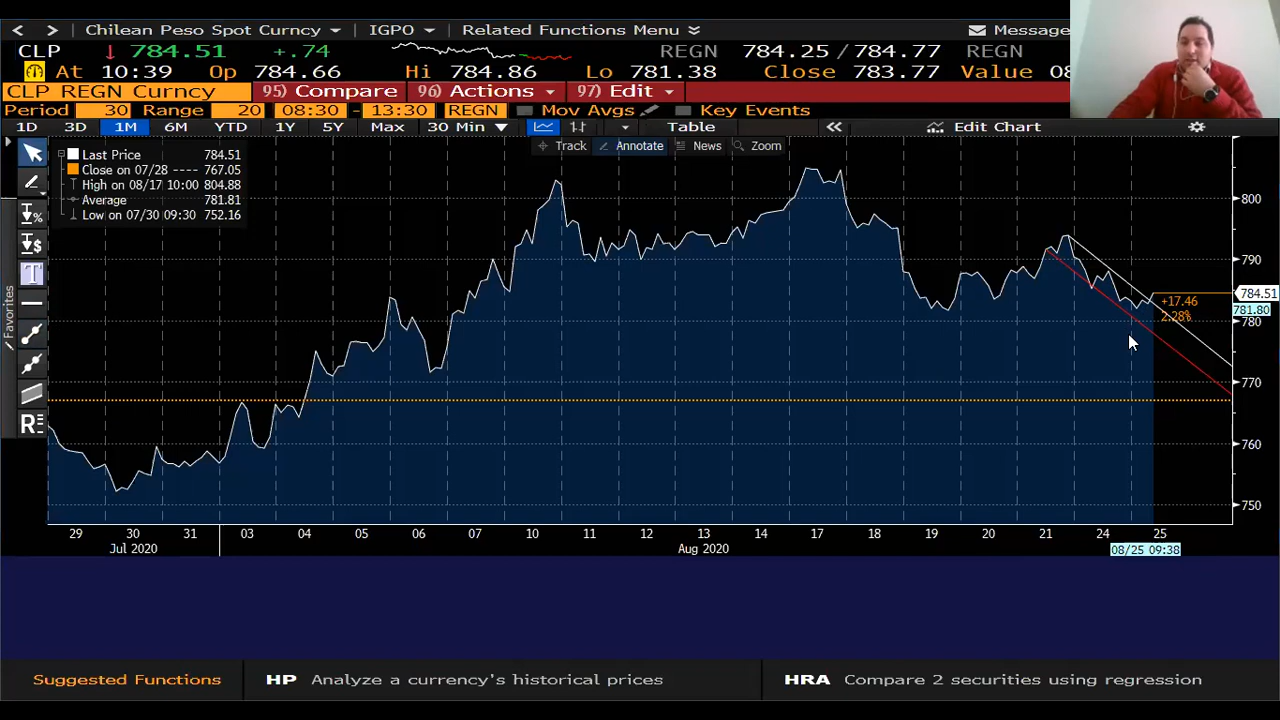 Chilean Peso Spot Curncy IGPO Related Functions Menu Message
CLP 784.51 +.74 REGN 784.25/784.77 REGN
At 10:39 Op 784.66 Hi 784.86 Lo 781.38 Close 783.77 Value 08
CLP REGN Curncy 95) Compare 96) Actions 97) Edit
Period 30 Range 20 08:30 - 13:30 REGN Mov Avgs Key Events
1D 3D 1M 6M YTD 1Y 5Y Max 30 Min Table « Edit Chart
Track Annotate News Zoom
Last Price 784.51
Close on 07/28 ---- 767.05
High on 08/17 10:00 804.88
Average 781.81
Low on 07/30 09:30 752.16
Favorites
%
$
T
R
800
790
784.51
781.80
780
770
760
750
+17.46
2.28%
29 30 31 03 04 05 06 07 10 11 12 13 14 17 18 19 20 21 24 25
Jul 2020 Aug 2020 08/25 09:38
Suggested Functions HP Analyze a currency's historical prices HRA Compare 2 securities using regression